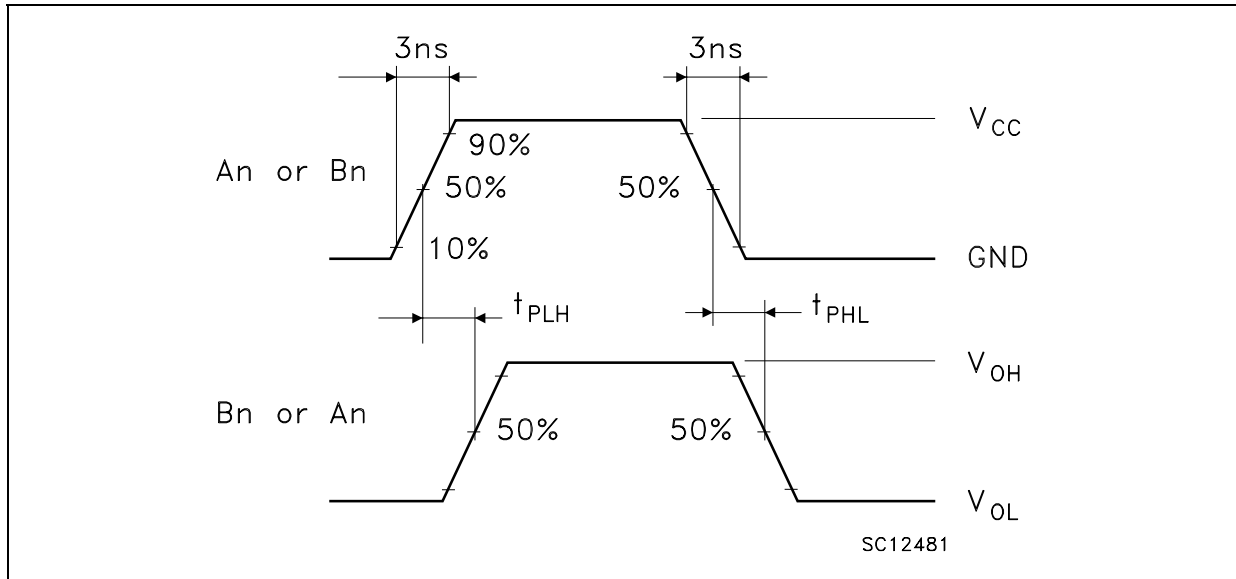 3ns 3ns
V_CC
90%
An or Bn
50% 50%
10%
GND
t_PLH t_PHL
V_OH
Bn or An
50% 50%
V_OL
SC12481